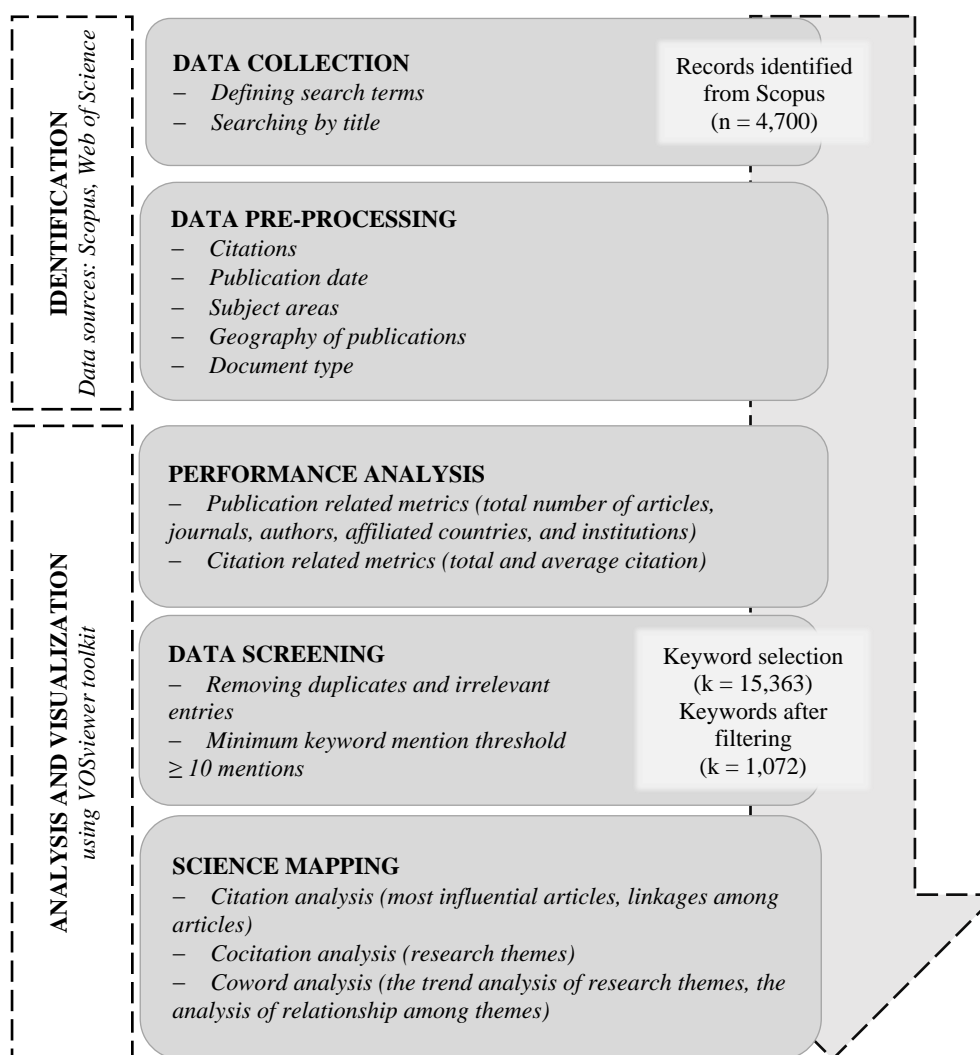 IDENTIFICATION
Data sources: Scopus, Web of Science
DATA COLLECTION
– Defining search terms
– Searching by title
Records identified
from Scopus
(n = 4,700)
DATA PRE-PROCESSING
– Citations
– Publication date
– Subject areas
– Geography of publications
– Document type
ANALYSIS AND VISUALIZATION
using VOSviewer toolkit
PERFORMANCE ANALYSIS
– Publication related metrics (total number of articles,
journals, authors, affiliated countries, and institutions)
– Citation related metrics (total and average citation)
DATA SCREENING
– Removing duplicates and irrelevant
entries
– Minimum keyword mention threshold
≥ 10 mentions
Keyword selection
(k = 15,363)
Keywords after
filtering
(k = 1,072)
SCIENCE MAPPING
– Citation analysis (most influential articles, linkages among
articles)
– Cocitation analysis (research themes)
– Coword analysis (the trend analysis of research themes, the
analysis of relationship among themes)